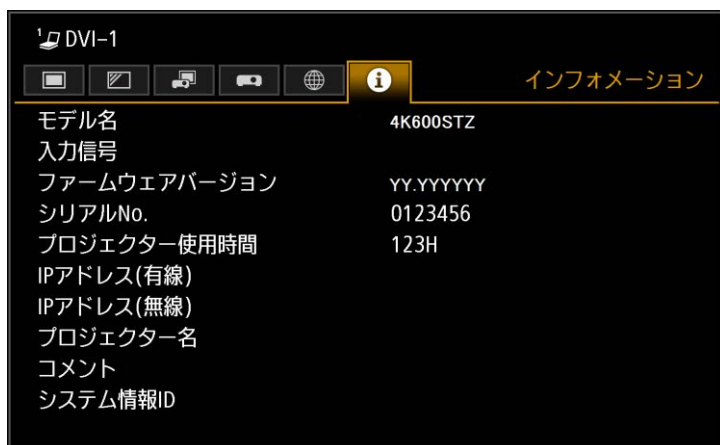 1 DVI-1
インフォメーション
モデル名 4K600STZ
入力信号
ファームウェアバージョン YY.YYYYYY
シリアルNo. 0123456
プロジェクター使用時間 123H
IPアドレス(有線)
IPアドレス(無線)
プロジェクター名
コメント
システム情報ID